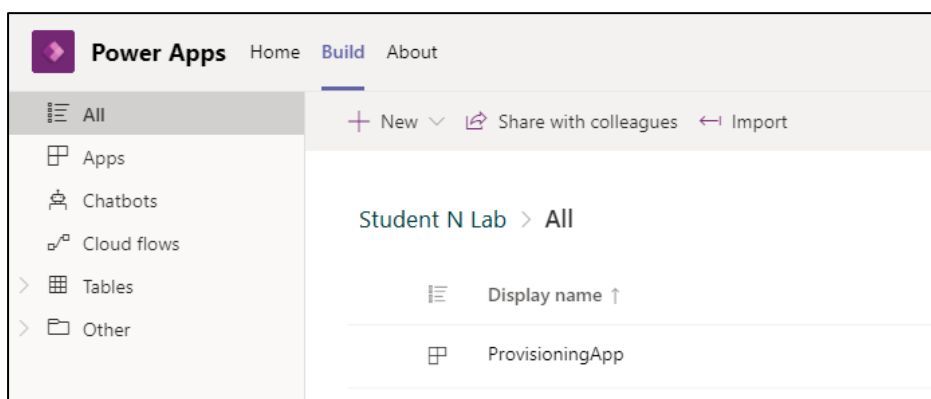 Power Apps Home Build About
All
Apps
Chatbots
Cloud flows
Tables
Other
New Share with colleagues Import
Student N Lab > All
Display name ↑
ProvisioningApp